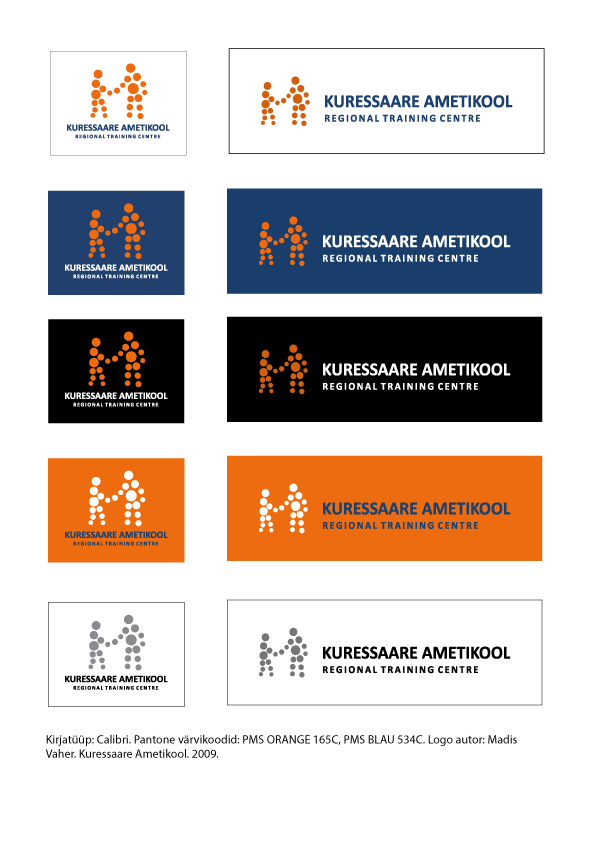 KURESSAARE AMETIKOOL
REGIONAL TRAINING CENTRE
KURESSAARE AMETIKOOL
REGIONAL TRAINING CENTRE
KURESSAARE AMETIKOOL
REGIONAL TRAINING CENTRE
KURESSAARE AMETIKOOL
REGIONAL TRAINING CENTRE
KURESSAARE AMETIKOOL
REGIONAL TRAINING CENTRE
KURESSAARE AMETIKOOL
REGIONAL TRAINING CENTRE
KURESSAARE AMETIKOOL
REGIONAL TRAINING CENTRE
KURESSAARE AMETIKOOL
REGIONAL TRAINING CENTRE
KURESSAARE AMETIKOOL
REGIONAL TRAINING CENTRE
KURESSAARE AMETIKOOL
REGIONAL TRAINING CENTRE
Kirjatüüp: Calibri. Pantone värvikoodid: PMS ORANGE 165C, PMS BLAU 534C. Logo autor: Madis
Vaher. Kuressaare Ametikool. 2009.